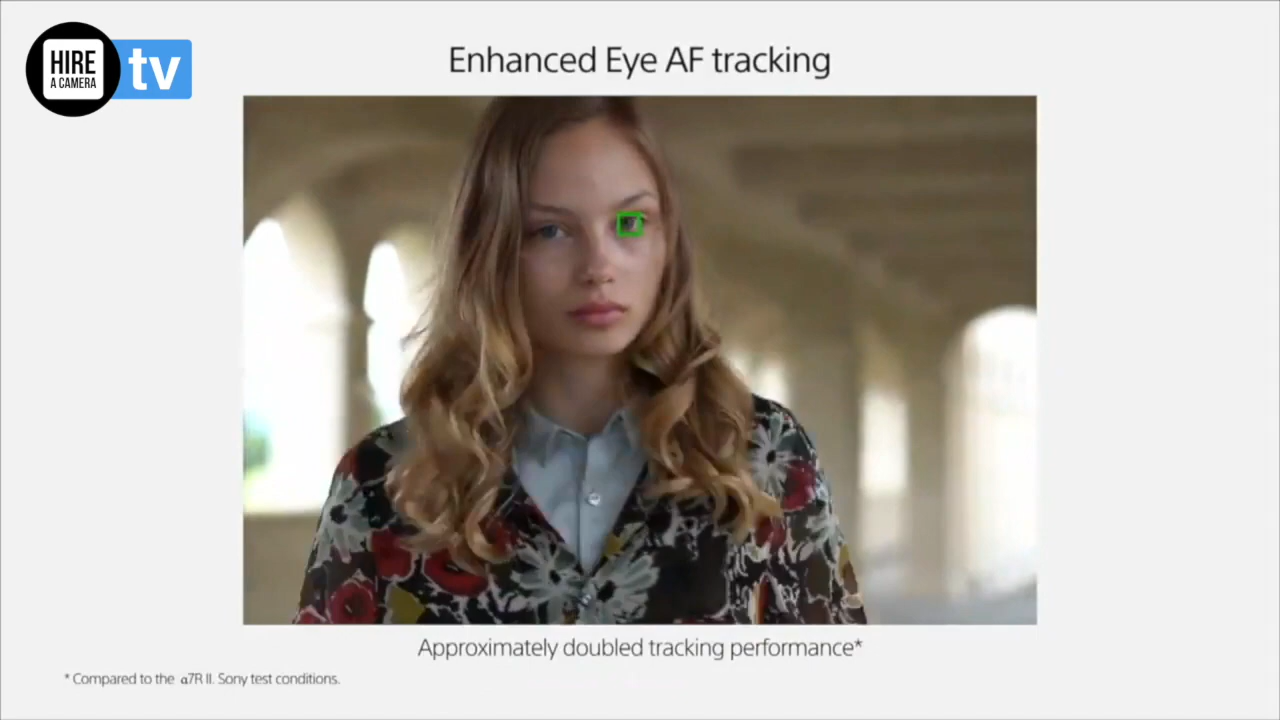 HIRE
A CAMERA
tv
Enhanced Eye AF tracking
Approximately doubled tracking performance*
* Compared to the α7R II. Sony test conditions.